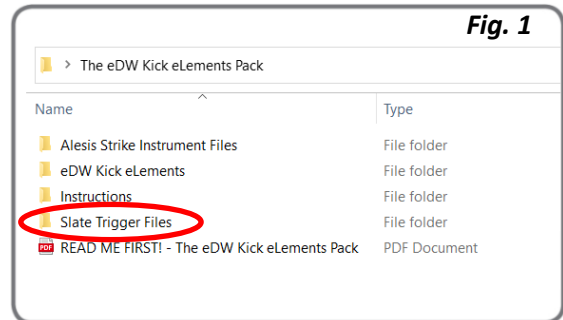 Fig. 1
> The eDW Kick eLements Pack
Name Type
Alesis Strike Instrument Files File folder
eDW Kick eLements File folder
Instructions File folder
Slate Trigger Files File folder
PDF READ ME FIRST! - The eDW Kick eLements Pack PDF Document